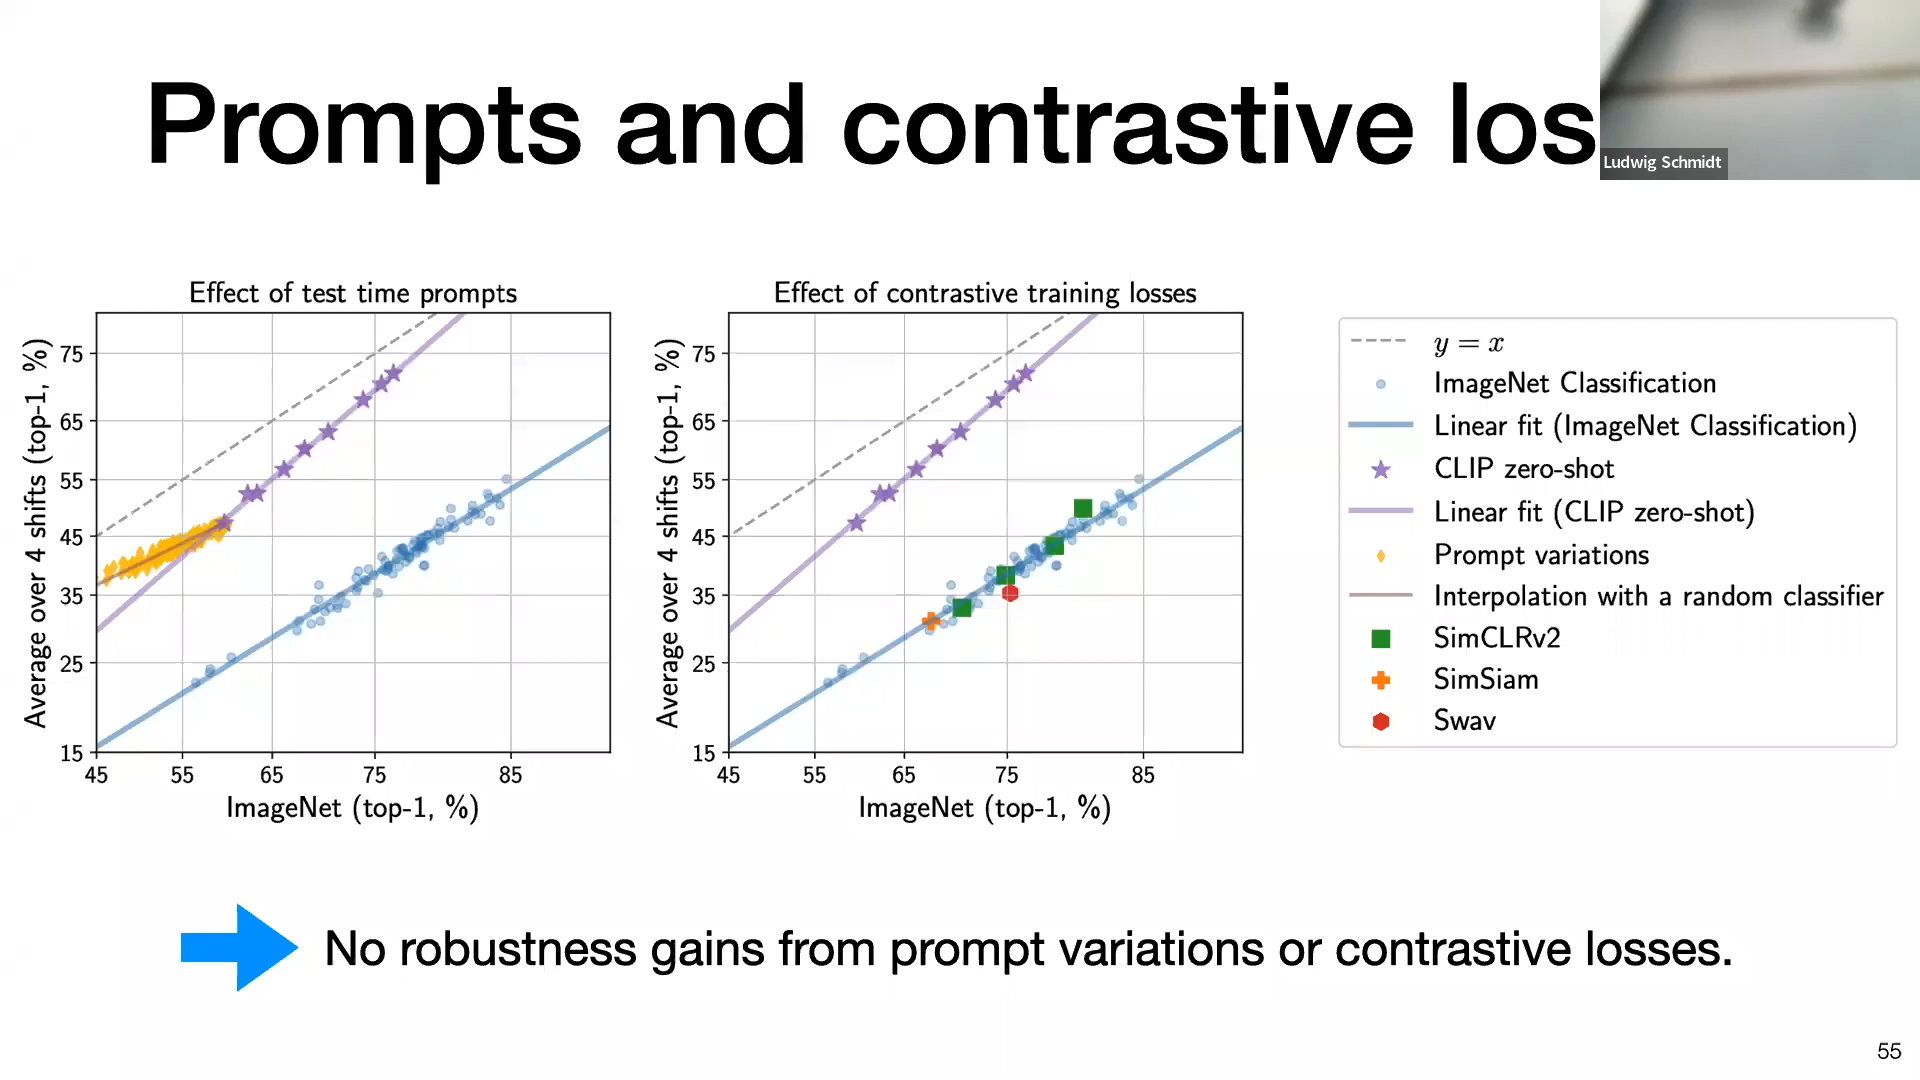 Prompts and contrastive los
Ludwig Schmidt
Effect of test time prompts
Average over 4 shifts (top-1, %)
75
65
55
45
35
25
15
45 55 65 75 85
ImageNet (top-1, %)
Effect of contrastive training losses
Average over 4 shifts (top-1, %)
75
65
55
45
35
25
15
45 55 65 75 85
ImageNet (top-1, %)
y = x
ImageNet Classification
Linear fit (ImageNet Classification)
CLIP zero-shot
Linear fit (CLIP zero-shot)
Prompt variations
Interpolation with a random classifier
SimCLRv2
SimSiam
Swav
No robustness gains from prompt variations or contrastive losses.
55